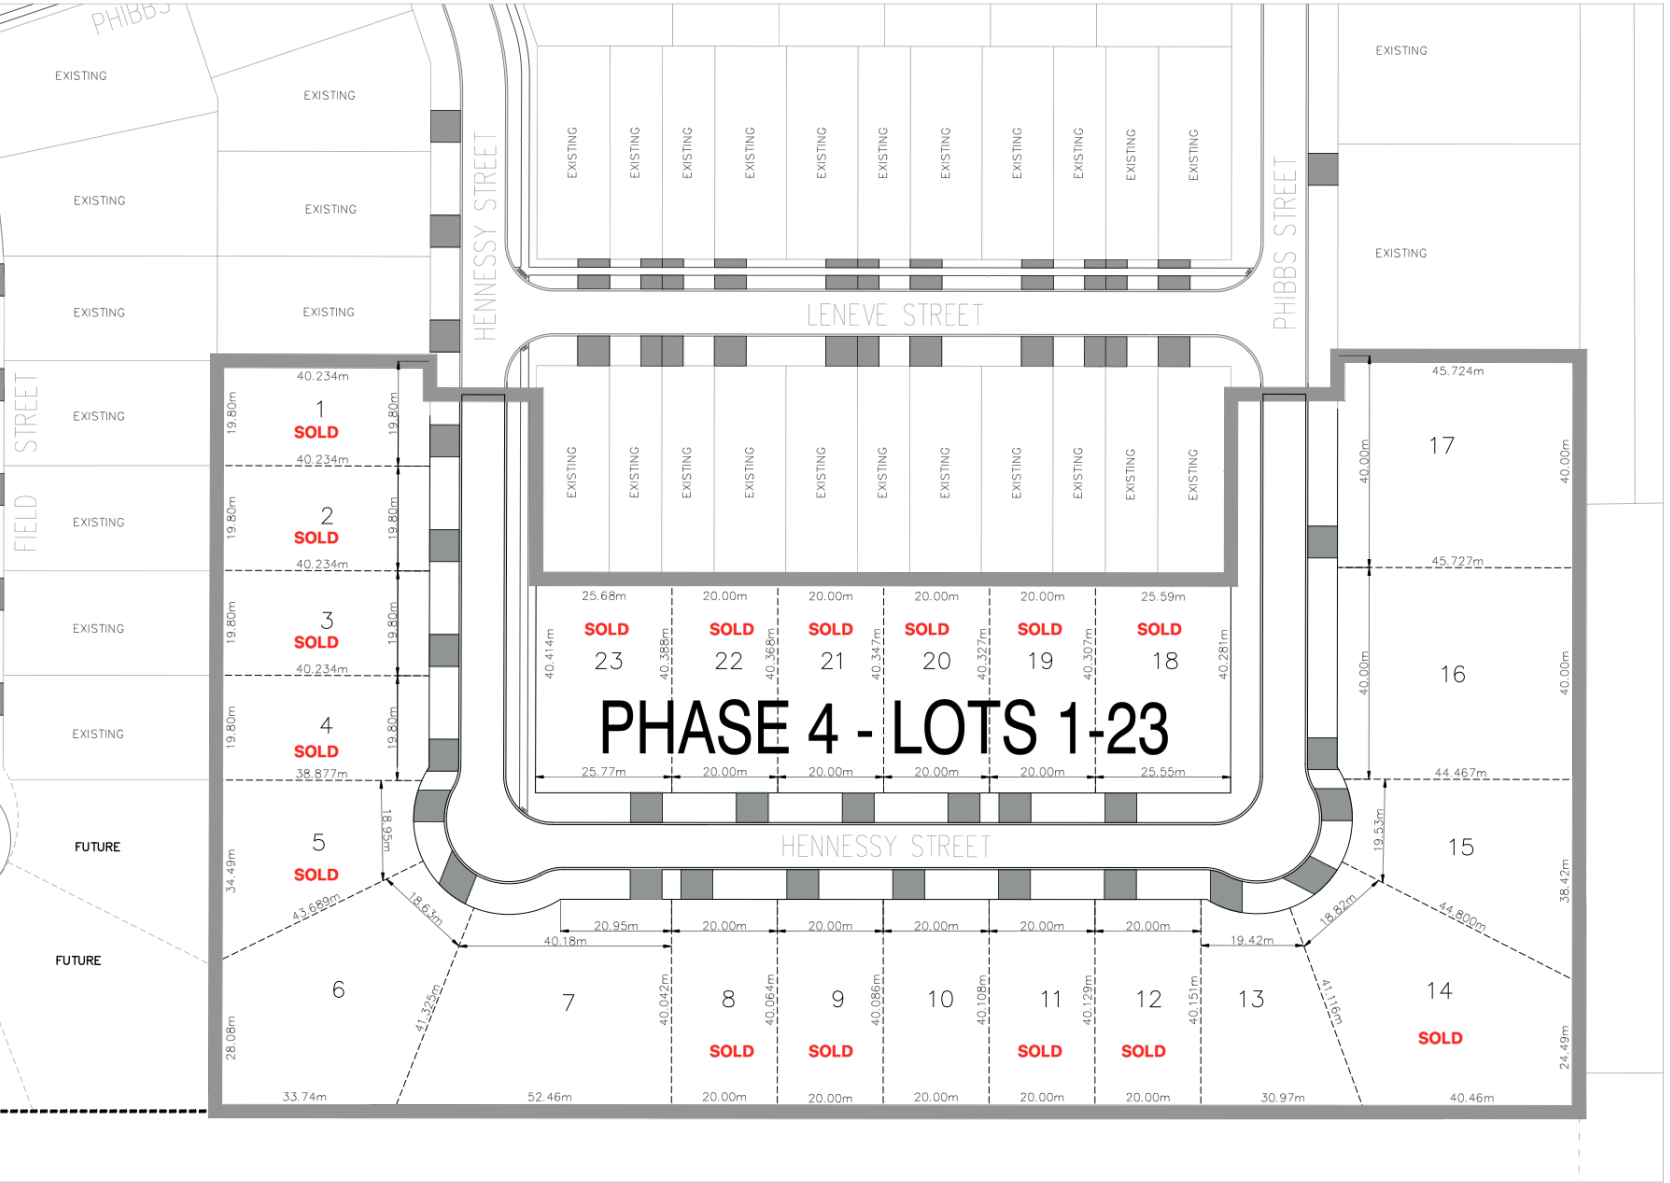 PHIBBS
EXISTING
EXISTING
EXISTING
EXISTING
EXISTING
EXISTING
EXISTING
EXISTING
EXISTING
EXISTING
FIELD STREET
HENNESSY STREET
EXISTING
EXISTING
EXISTING
EXISTING
EXISTING
EXISTING
EXISTING
EXISTING
EXISTING
EXISTING
LENEVE STREET
PHIBBS STREET
EXISTING
EXISTING
EXISTING
EXISTING
EXISTING
EXISTING
EXISTING
EXISTING
EXISTING
EXISTING
EXISTING
EXISTING
40.234m
19.80m
1
SOLD
19.80m
40.234m
19.80m
2
SOLD
19.80m
40.234m
19.80m
3
SOLD
19.80m
40.234m
19.80m
4
SOLD
19.80m
38.877m
5
SOLD
18.95m
34.49m
43.689m
18.63m
FUTURE
FUTURE
6
28.08m
33.74m
41.325m
25.68m
20.00m
20.00m
20.00m
20.00m
25.59m
SOLD
SOLD
SOLD
SOLD
SOLD
SOLD
40.414m
23
40.388m
22
40.368m
21
40.347m
20
40.327m
19
40.307m
18
40.281m
PHASE 4 - LOTS 1-23
25.77m
20.00m
20.00m
20.00m
20.00m
25.55m
HENNESSY STREET
20.95m
20.00m
20.00m
20.00m
20.00m
20.00m
40.18m
19.42m
7
40.042m
8
40.064m
9
40.086m
10
40.108m
11
40.129m
12
40.151m
13
41.116m
SOLD
SOLD
SOLD
SOLD
52.46m
20.00m
20.00m
20.00m
20.00m
20.00m
30.97m
45.724m
17
40.00m
40.00m
45.727m
16
40.00m
40.00m
44.467m
19.53m
15
38.42m
18.82m
44.800m
14
SOLD
24.49m
40.46m